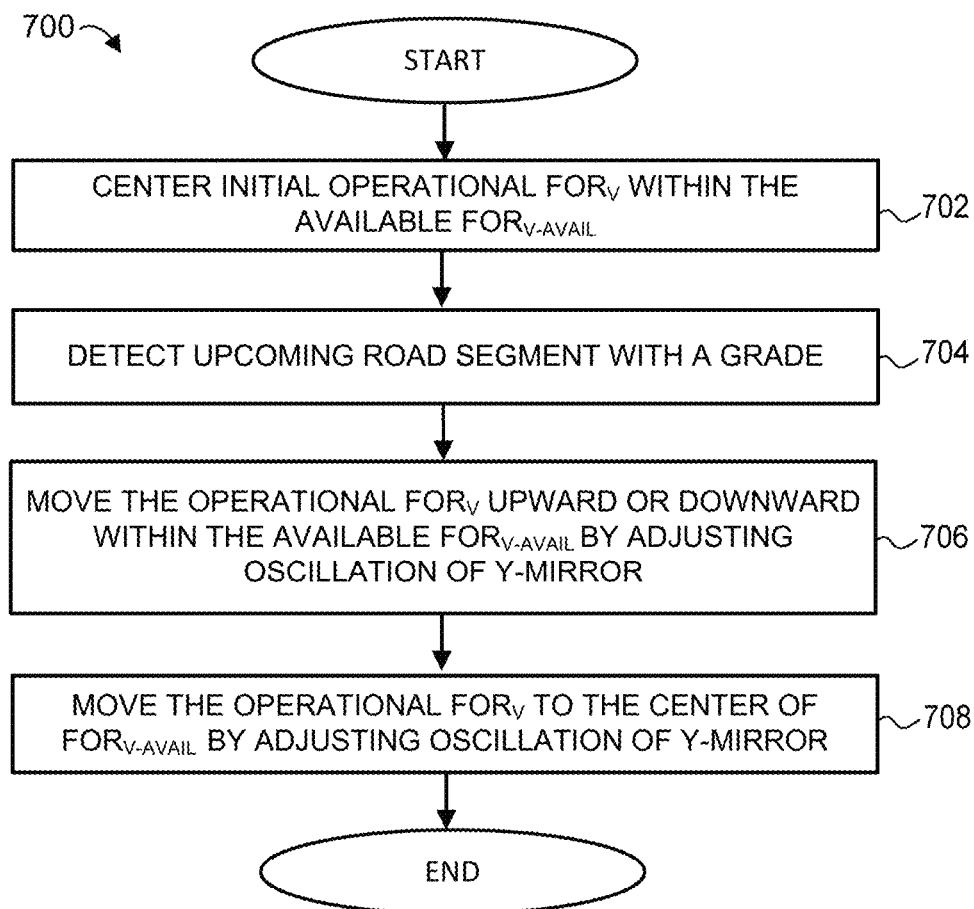 700
START
CENTER INITIAL OPERATIONAL FORV WITHIN THE
AVAILABLE FORV-AVAIL
702
DETECT UPCOMING ROAD SEGMENT WITH A GRADE
704
MOVE THE OPERATIONAL FORV UPWARD OR DOWNWARD
WITHIN THE AVAILABLE FORV-AVAIL BY ADJUSTING
OSCILLATION OF Y-MIRROR
706
MOVE THE OPERATIONAL FORV TO THE CENTER OF
FORV-AVAIL BY ADJUSTING OSCILLATION OF Y-MIRROR
708
END